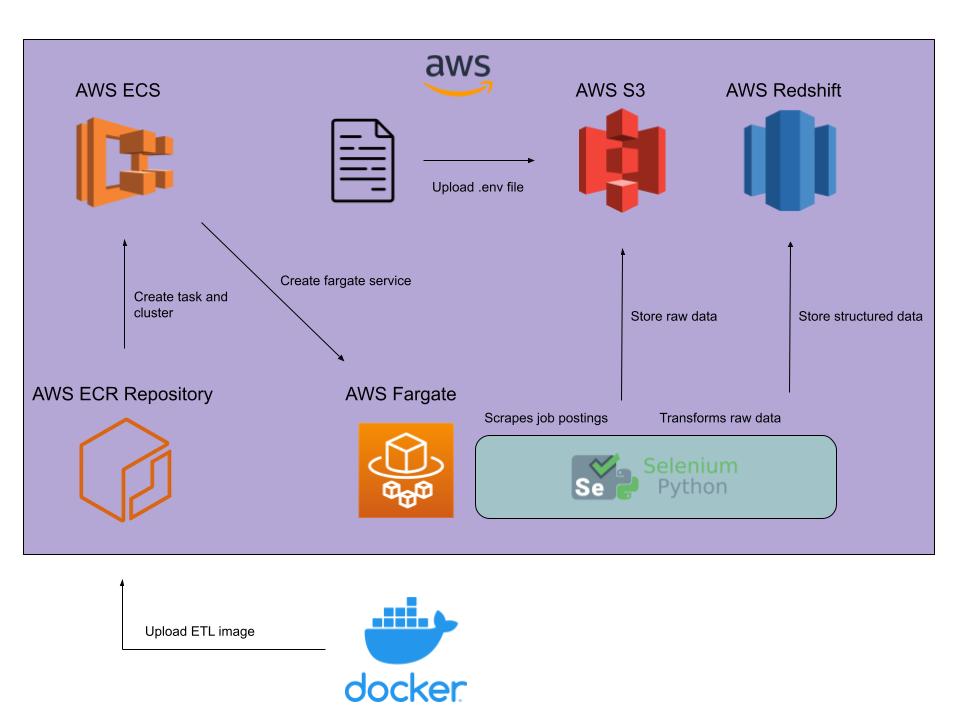 aws
AWS ECS
AWS S3
AWS Redshift
Upload .env file
Create fargate service
Create task and
cluster
Store raw data
Store structured data
AWS ECR Repository
AWS Fargate
Scrapes job postings
Transforms raw data
Se
Selenium
Python
Upload ETL image
docker